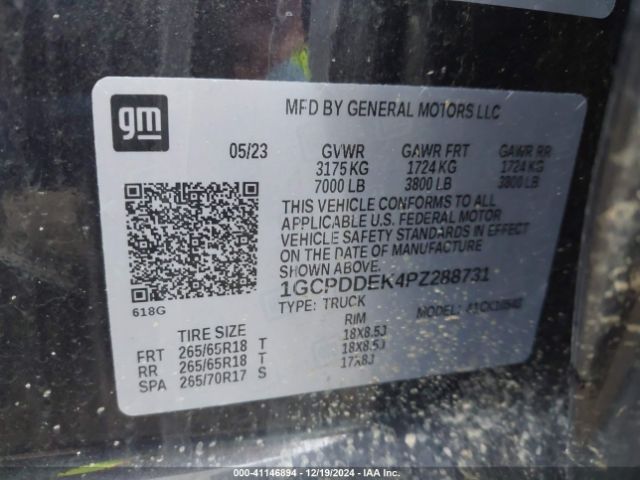 gm
MFD BY GENERAL MOTORS LLC
05/23 GVWR GAWR FRT GAWR RR
3175 KG 1724 KG 1724 KG
7000 LB 3800 LB 3800 LB
THIS VEHICLE CONFORMS TO ALL
APPLICABLE U.S. FEDERAL MOTOR
VEHICLE SAFETY STANDARDS IN EFFECT
ON THE DATE OF MANUFACTURE
SHOWN ABOVE.
1GCPDDEK4PZ288731
TYPE: TRUCK MODEL:
618G
TIRE SIZE RIM
FRT 265/65R18 T 18X8.5J
RR 265/65R18 T 18X8.5J
SPA 265/70R17 S 17X8J
000-41146894 - 12/19/2024 - IAA Inc.